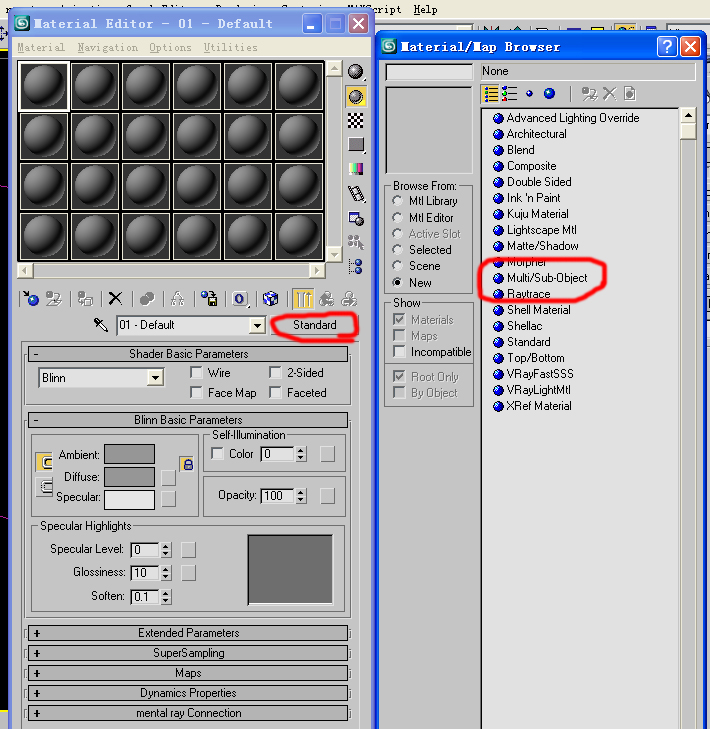 MAXScript Help
Material Editor - 01 - Default
Material Navigation Options Utilities
01 - Default
Standard
Shader Basic Parameters
Blinn
Wire
2-Sided
Face Map
Faceted
Blinn Basic Parameters
Ambient:
Diffuse:
Specular:
Self-Illumination
Color 0
Opacity: 100
Specular Highlights
Specular Level: 0
Glossiness: 10
Soften: 0.1
+ Extended Parameters
+ SuperSampling
+ Maps
+ Dynamics Properties
+ mental ray Connection
Material/Map Browser
None
Browse From:
Mtl Library
Mtl Editor
Active Slot
Selected
Scene
New
Show
Materials
Maps
Incompatible
Root Only
By Object
Advanced Lighting Override
Architectural
Blend
Composite
Double Sided
Ink 'n Paint
Kuju Material
Lightscape Mtl
Matte/Shadow
Morpher
Multi/Sub-Object
Raytrace
Shell Material
Shellac
Standard
Top/Bottom
VRayFastSSS
VRayLightMtl
XRef Material